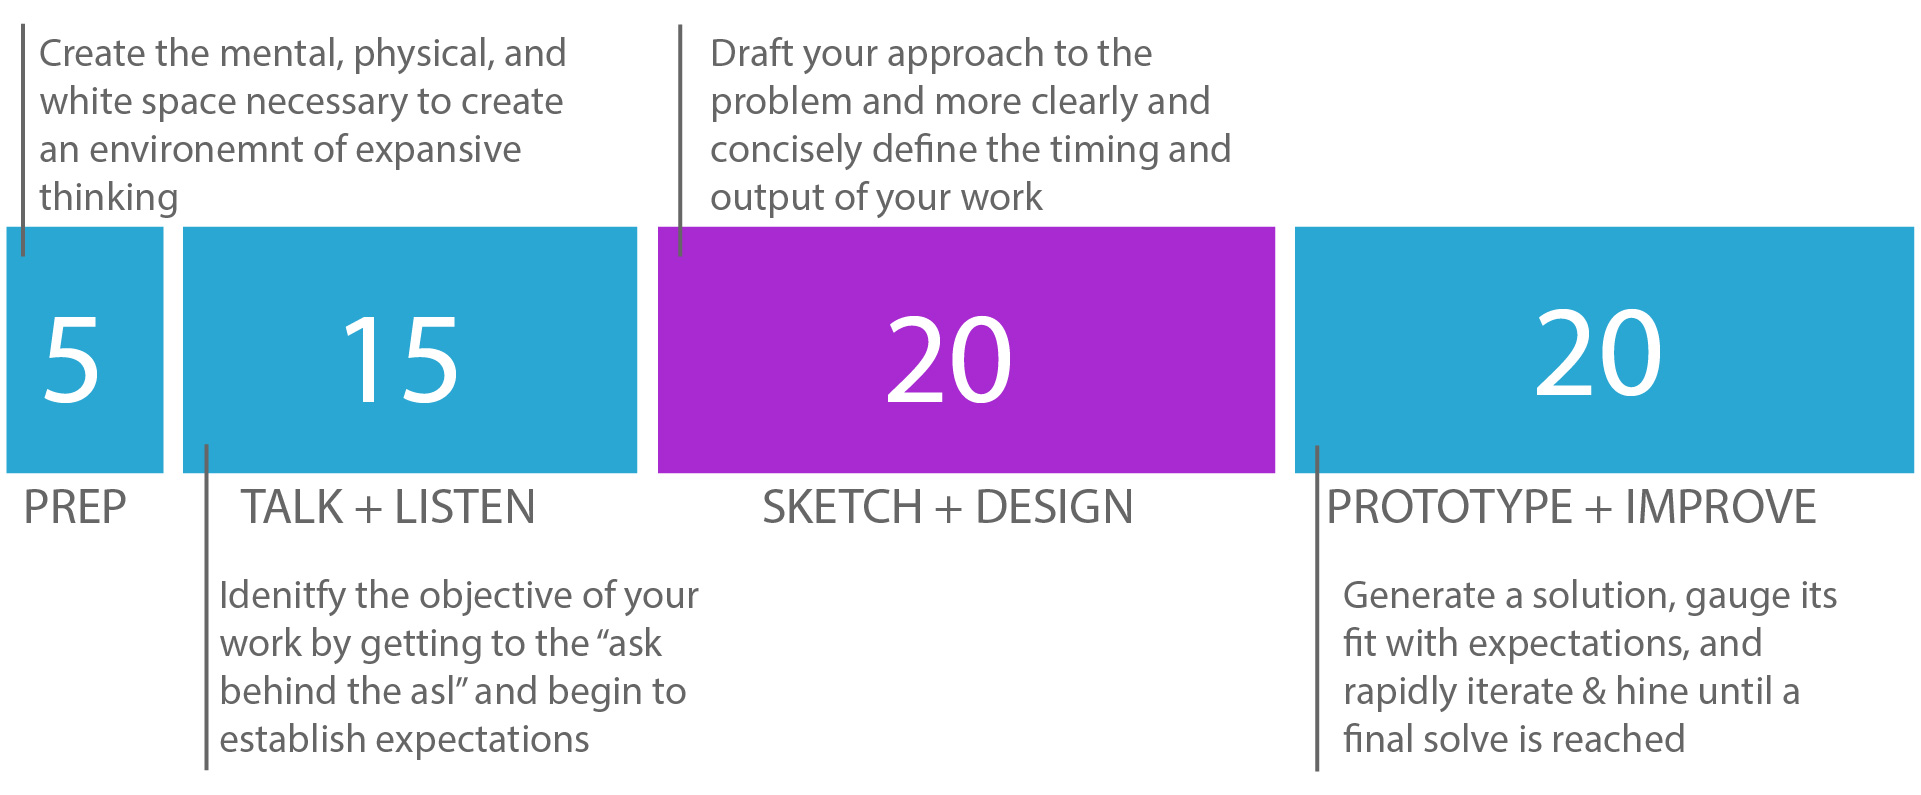 Create the mental, physical, and
white space necessary to create
an environemnt of expansive
thinking
Draft your approach to the
problem and more clearly and
concisely define the timing and
output of your work
5
15
20
20
PREP
TALK + LISTEN
SKETCH + DESIGN
PROTOTYPE + IMPROVE
Idenitfy the objective of your
work by getting to the “ask
behind the asl” and begin to
establish expectations
Generate a solution, gauge its
fit with expectations, and
rapidly iterate & hine until a
final solve is reached